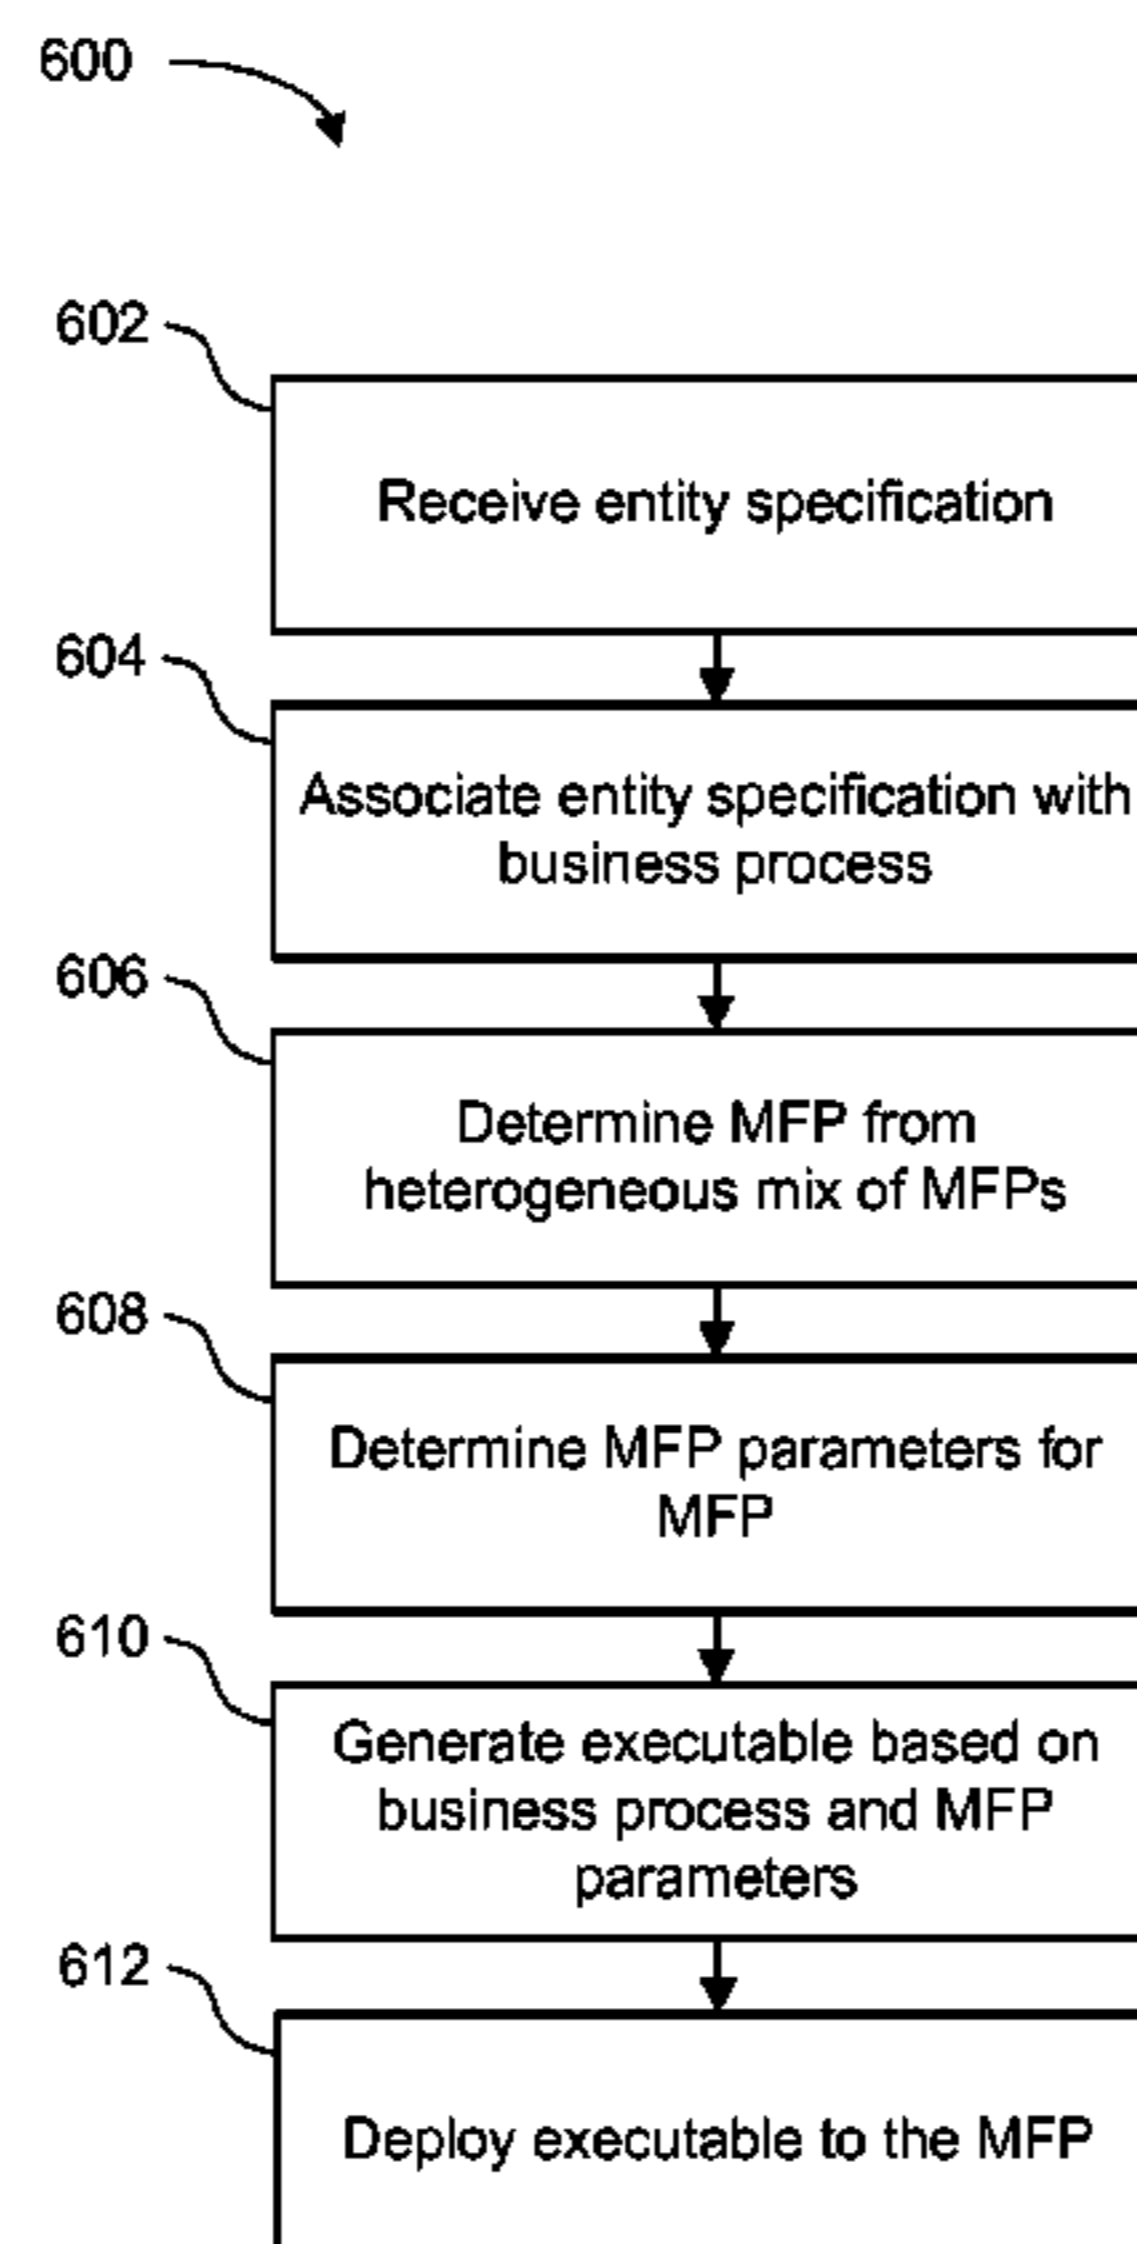 600
602
Receive entity specification
604
Associate entity specification with
business process
606
Determine MFP from
heterogeneous mix of MFPs
608
Determine MFP parameters for
MFP
610
Generate executable based on
business process and MFP
parameters
612
Deploy executable to the MFP